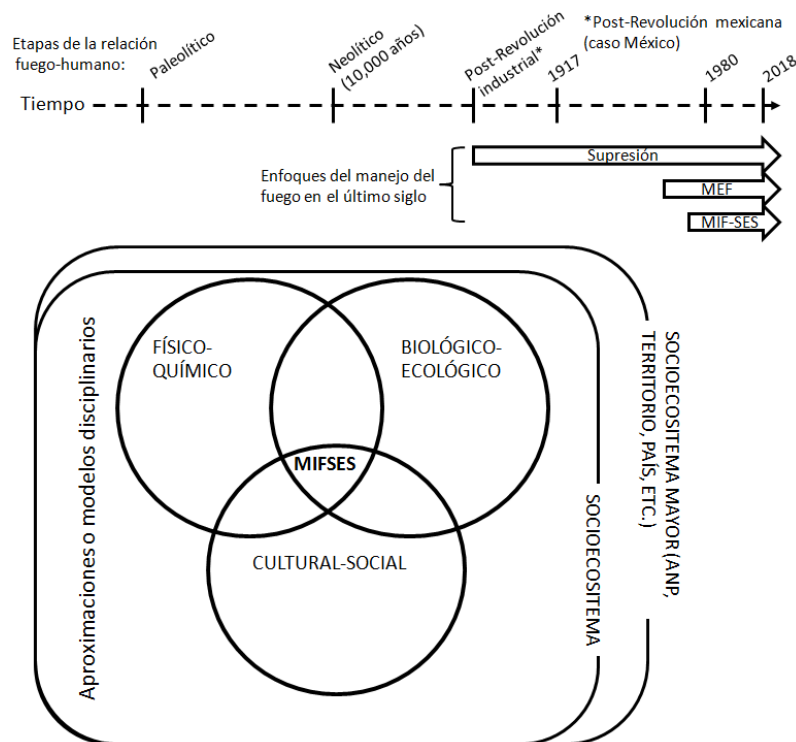 Etapas de la relación
fuego-humano:
Paleolítico
Neolítico
(10,000 años)
Post-Revolución
industrial*
1917
*Post-Revolución mexicana
(caso México)
1980
2018
Tiempo
Enfoques del manejo del
fuego en el último siglo
Supresión
MEF
MIF-SES
Aproximaciones o modelos disciplinarios
FÍSICO-
QUÍMICO
BIOLÓGICO-
ECOLÓGICO
MIFSES
CULTURAL-SOCIAL
SOCIOECOSITEMA
SOCIOECOSITEMA MAYOR (ANP,
TERRITORIO, PAÍS, ETC.)